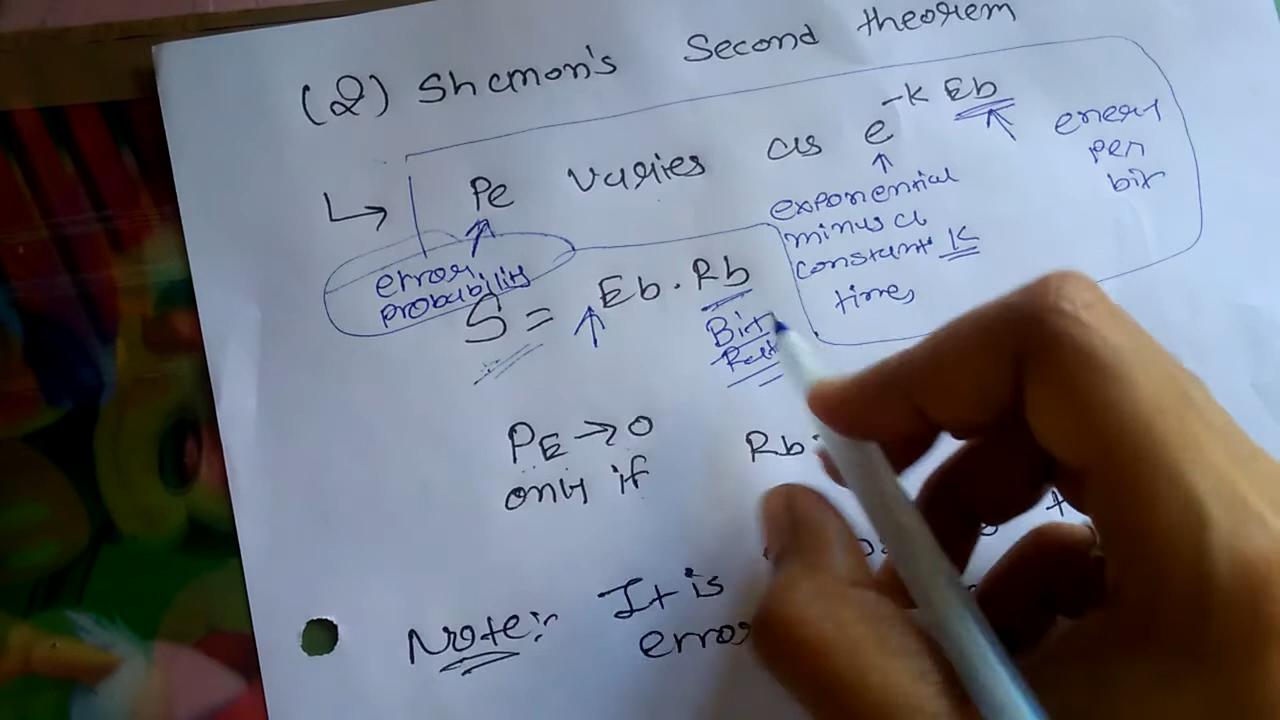 (2) Shannon's Second theorem
Pe varies as e^-K Eb
energy
per
bit
error
probability
exponential
minus a
constant K
times
S = Eb.Rb
Bit
Rate
PE → 0
only if
Rb
Note:- It is
error